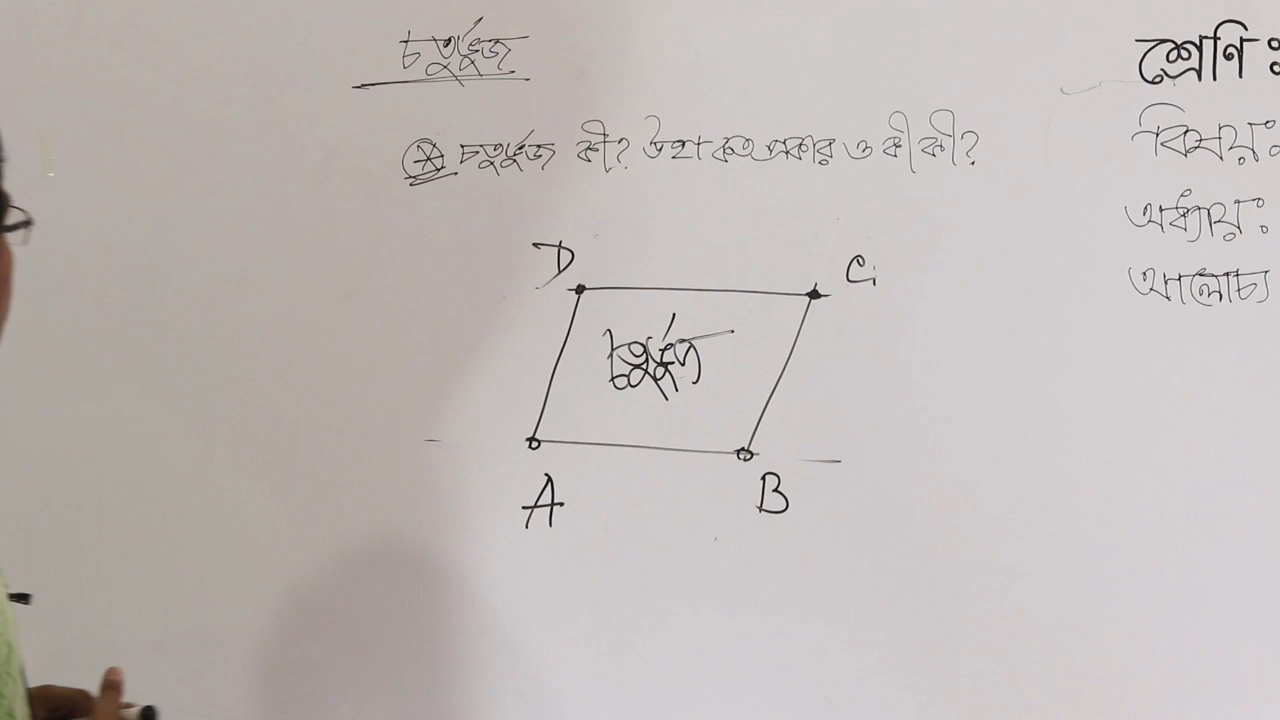 চতুর্ভুজ
চতুর্ভুজ কী? উহা কত প্রকার ও কী কী?
D
C
চতুর্ভুজ
A
B
শ্রেণি :
বিষয়:
অধ্যায়:
আলোচ্য